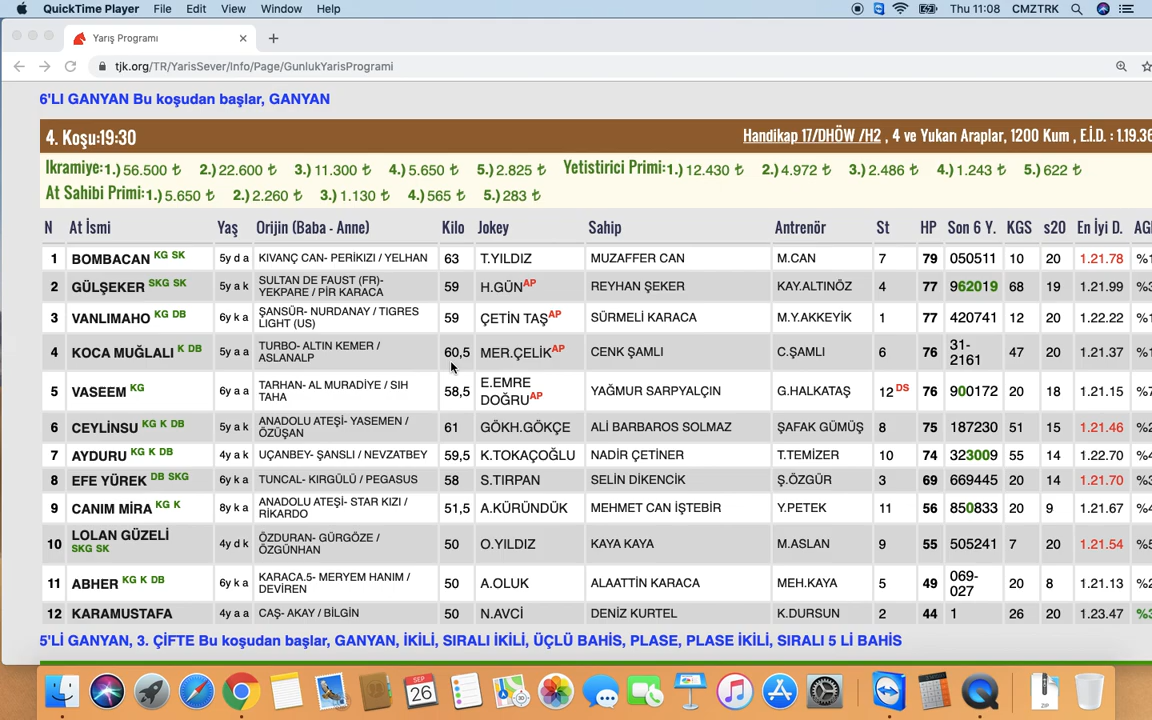 QuickTime Player File Edit View Window Help Thu 11:08 CMZTRK
Yarış Programı
tjk.org/TR/YarisSever/Info/Page/GunlukYarisProgrami
6'LI GANYAN Bu koşudan başlar, GANYAN
4. Koşu:19:30 Handikap 17/DHÖW /H2 , 4 ve Yukarı Araplar, 1200 Kum , E.İ.D. : 1.19.36
Ikramiye:1.) 56.500 ₺ 2.) 22.600 ₺ 3.) 11.300 ₺ 4.) 5.650 ₺ 5.) 2.825 ₺ Yetistirici Primi:1.) 12.430 ₺ 2.) 4.972 ₺ 3.) 2.486 ₺ 4.) 1.243 ₺ 5.) 622 ₺
At Sahibi Primi:1.) 5.650 ₺ 2.) 2.260 ₺ 3.) 1.130 ₺ 4.) 565 ₺ 5.) 283 ₺
N At İsmi Yaş Orijin (Baba - Anne) Kilo Jokey Sahip Antrenör St HP Son 6 Y. KGS s20 En İyi D. AG
1 BOMBACAN KG SK 5y d a KIVANÇ CAN- PERİKIZI / YELHAN 63 T.YILDIZ MUZAFFER CAN M.CAN 7 79 050511 10 20 1.21.78 %1
2 GÜLŞEKER SKG SK 5y a k SULTAN DE FAUST (FR)- YEKPARE / PİR KARACA 59 H.GÜN AP REYHAN ŞEKER KAY.ALTINÖZ 4 77 962019 68 19 1.21.99 %3
3 VANLIMAHO KG DB 6y k a ŞANSÜR- NURDANAY / TIGRES LIGHT (US) 59 ÇETİN TAŞ AP SÜRMELİ KARACA M.Y.AKKEYİK 1 77 420741 12 20 1.22.22 %1
4 KOCA MUĞLALI K DB 5y a a TURBO- ALTIN KEMER / ASLANALP 60,5 MER.ÇELİK AP CENK ŞAMLI C.ŞAMLI 6 76 31-2161 47 20 1.21.37 %1
5 VASEEM KG 6y a a TARHAN- AL MURADİYE / SIH TAHA 58,5 E.EMRE DOĞRU AP YAĞMUR SARPYALÇIN G.HALKATAŞ 12 DS 76 900172 20 18 1.21.15 %7
6 CEYLİNSU KG K DB 5y a k ANADOLU ATEŞİ- YASEMEN / ÖZÜŞAN 61 GÖKH.GÖKÇE ALİ BARBAROS SOLMAZ ŞAFAK GÜMÜŞ 8 75 187230 51 15 1.21.46 %2
7 AYDURU KG K DB 4y a k UÇANBEY- ŞANSLI / NEVZATBEY 59,5 K.TOKAÇOĞLU NADİR ÇETİNER T.TEMİZER 10 74 323009 55 14 1.22.70 %4
8 EFE YÜREK DB SKG 6y k a TUNCAL- KIRGÜLÜ / PEGASUS 58 S.TIRPAN SELİN DİKENCİK Ş.ÖZGÜR 3 69 669445 20 14 1.21.70 %3
9 CANIM MİRA KG K 8y k a ANADOLU ATEŞİ- STAR KIZI / RİKARDO 51,5 A.KÜRÜNDÜK MEHMET CAN İŞTEBİR Y.PETEK 11 56 850833 20 9 1.21.67 %4
10 LOLAN GÜZELİ SKG SK 4y d k ÖZDURAN- GÜRGÖZE / ÖZGÜNHAN 50 O.YILDIZ KAYA KAYA M.ASLAN 9 55 505241 7 20 1.21.54 %5
11 ABHER KG K DB 6y k a KARACA.5- MERYEM HANIM / DEVİREN 50 A.OLUK ALAATTİN KARACA MEH.KAYA 5 49 069-027 20 8 1.21.13 %2
12 KARAMUSTAFA 4y a a CAŞ- AKAY / BİLGİN 50 N.AVCİ DENİZ KURTEL K.DURSUN 2 44 1 26 20 1.23.47 %3
5'Lİ GANYAN, 3. ÇİFTE Bu koşudan başlar, GANYAN, İKİLİ, SIRALI İKİLİ, ÜÇLÜ BAHİS, PLASE, PLASE İKİLİ, SIRALI 5 Lİ BAHİS
SEP
26
ZIP